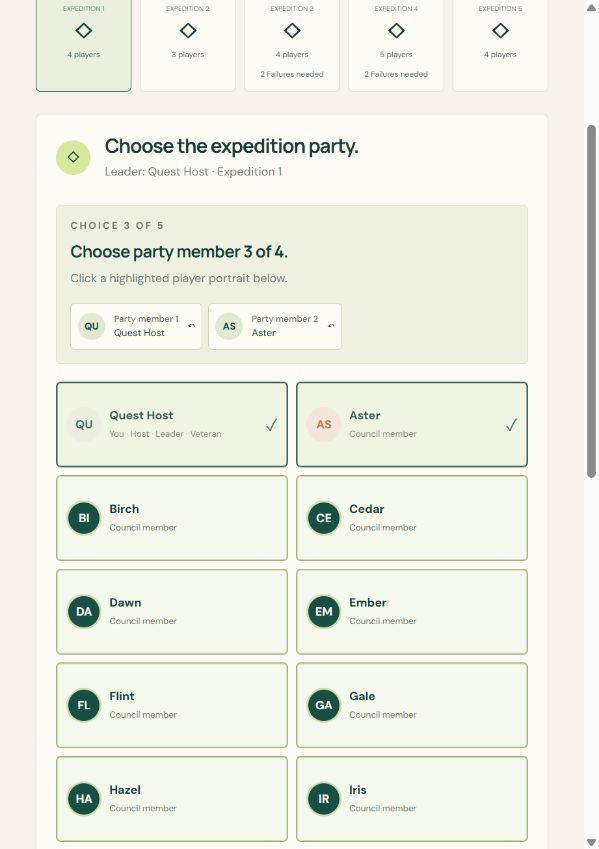 EXPEDITION 1
4 players
EXPEDITION 2
3 players
EXPEDITION 3
4 players
2 Failures needed
EXPEDITION 4
5 players
2 Failures needed
EXPEDITION 5
4 players
Choose the expedition party.
Leader: Quest Host · Expedition 1
CHOICE 3 OF 5
Choose party member 3 of 4.
Click a highlighted player portrait below.
QU
Party member 1
Quest Host
AS
Party member 2
Aster
QU
Quest Host
You · Host · Leader · Veteran
AS
Aster
Council member
BI
Birch
Council member
CE
Cedar
Council member
DA
Dawn
Council member
EM
Ember
Council member
FL
Flint
Council member
GA
Gale
Council member
HA
Hazel
Council member
IR
Iris
Council member